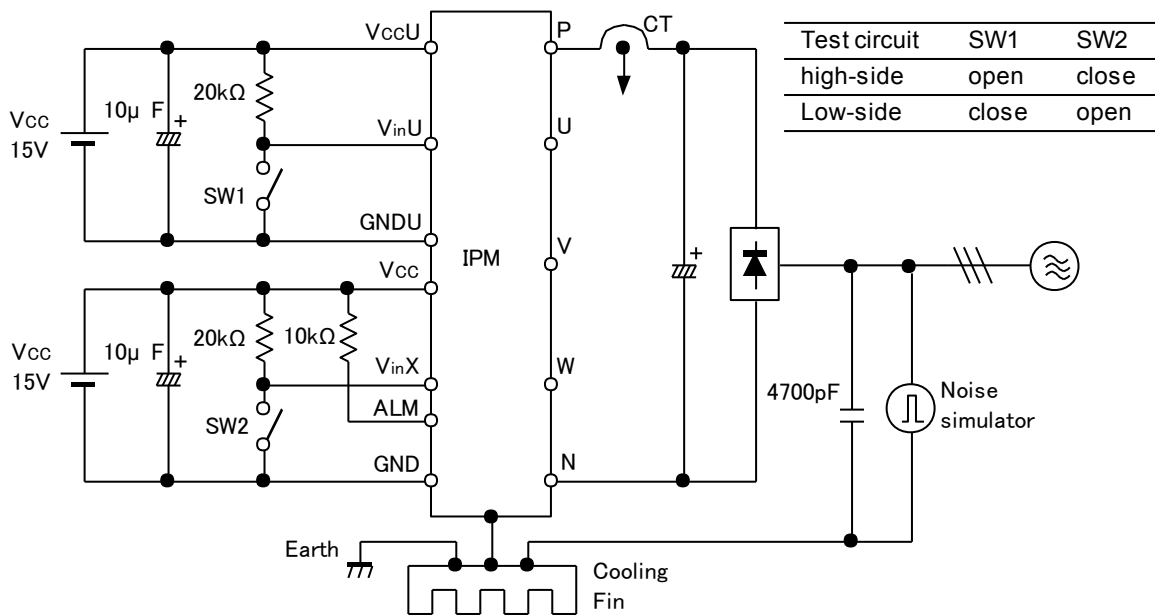 VccU
P
CT
20kΩ
10μ F
+
Vcc
15V
VinU
U
SW1
GNDU
IPM
V
Vcc
+
20kΩ
10kΩ
10μ F
+
Vcc
15V
VinX
W
ALM
SW2
GND
N
4700pF
Noise
simulator
Earth
Cooling
Fin
Test circuit SW1 SW2
high-side open close
Low-side close open